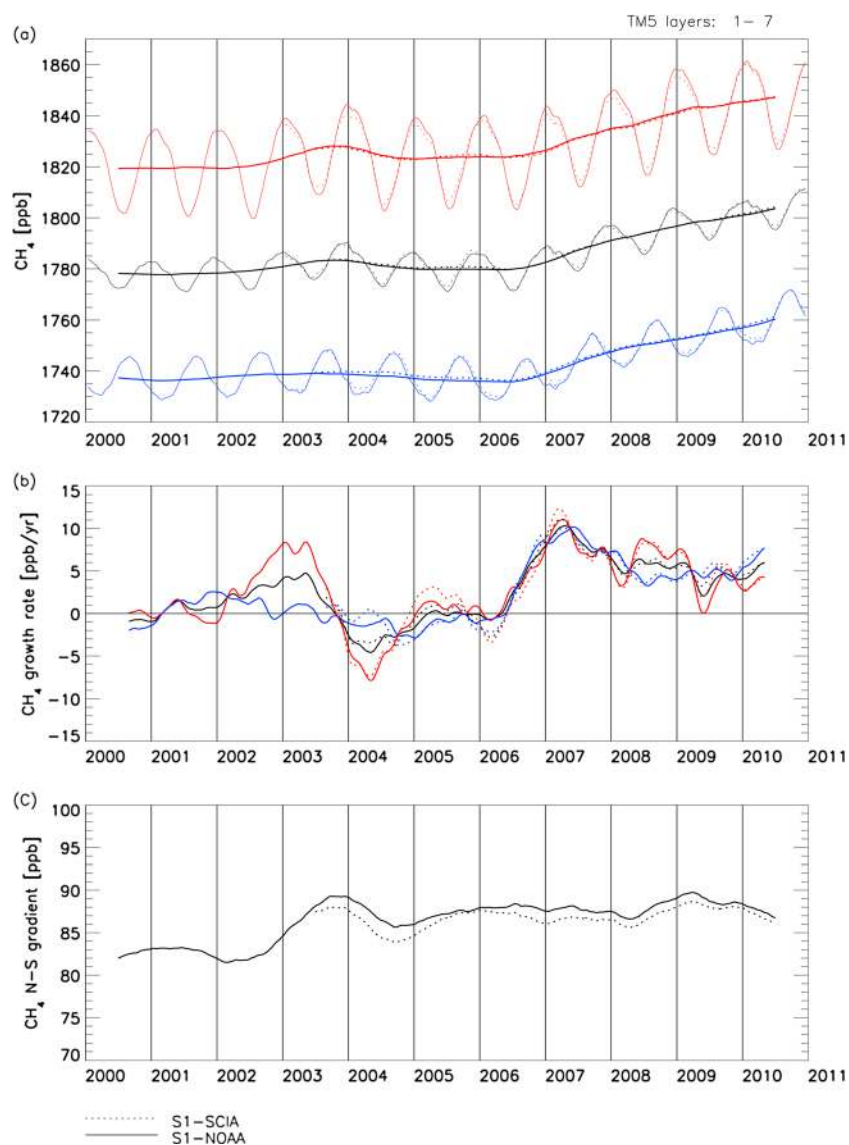 TM5 layers: 1– 7
(a)
CH₄ [ppb]
1860
1840
1820
1800
1780
1760
1740
1720
2000 2001 2002 2003 2004 2005 2006 2007 2008 2009 2010 2011
(b)
CH₄ growth rate [ppb/yr]
15
10
5
0
−5
−10
−15
2000 2001 2002 2003 2004 2005 2006 2007 2008 2009 2010 2011
(C)
CH₄ N–S gradient [ppb]
100
95
90
85
80
75
70
2000 2001 2002 2003 2004 2005 2006 2007 2008 2009 2010 2011
S1–SCIA
S1–NOAA